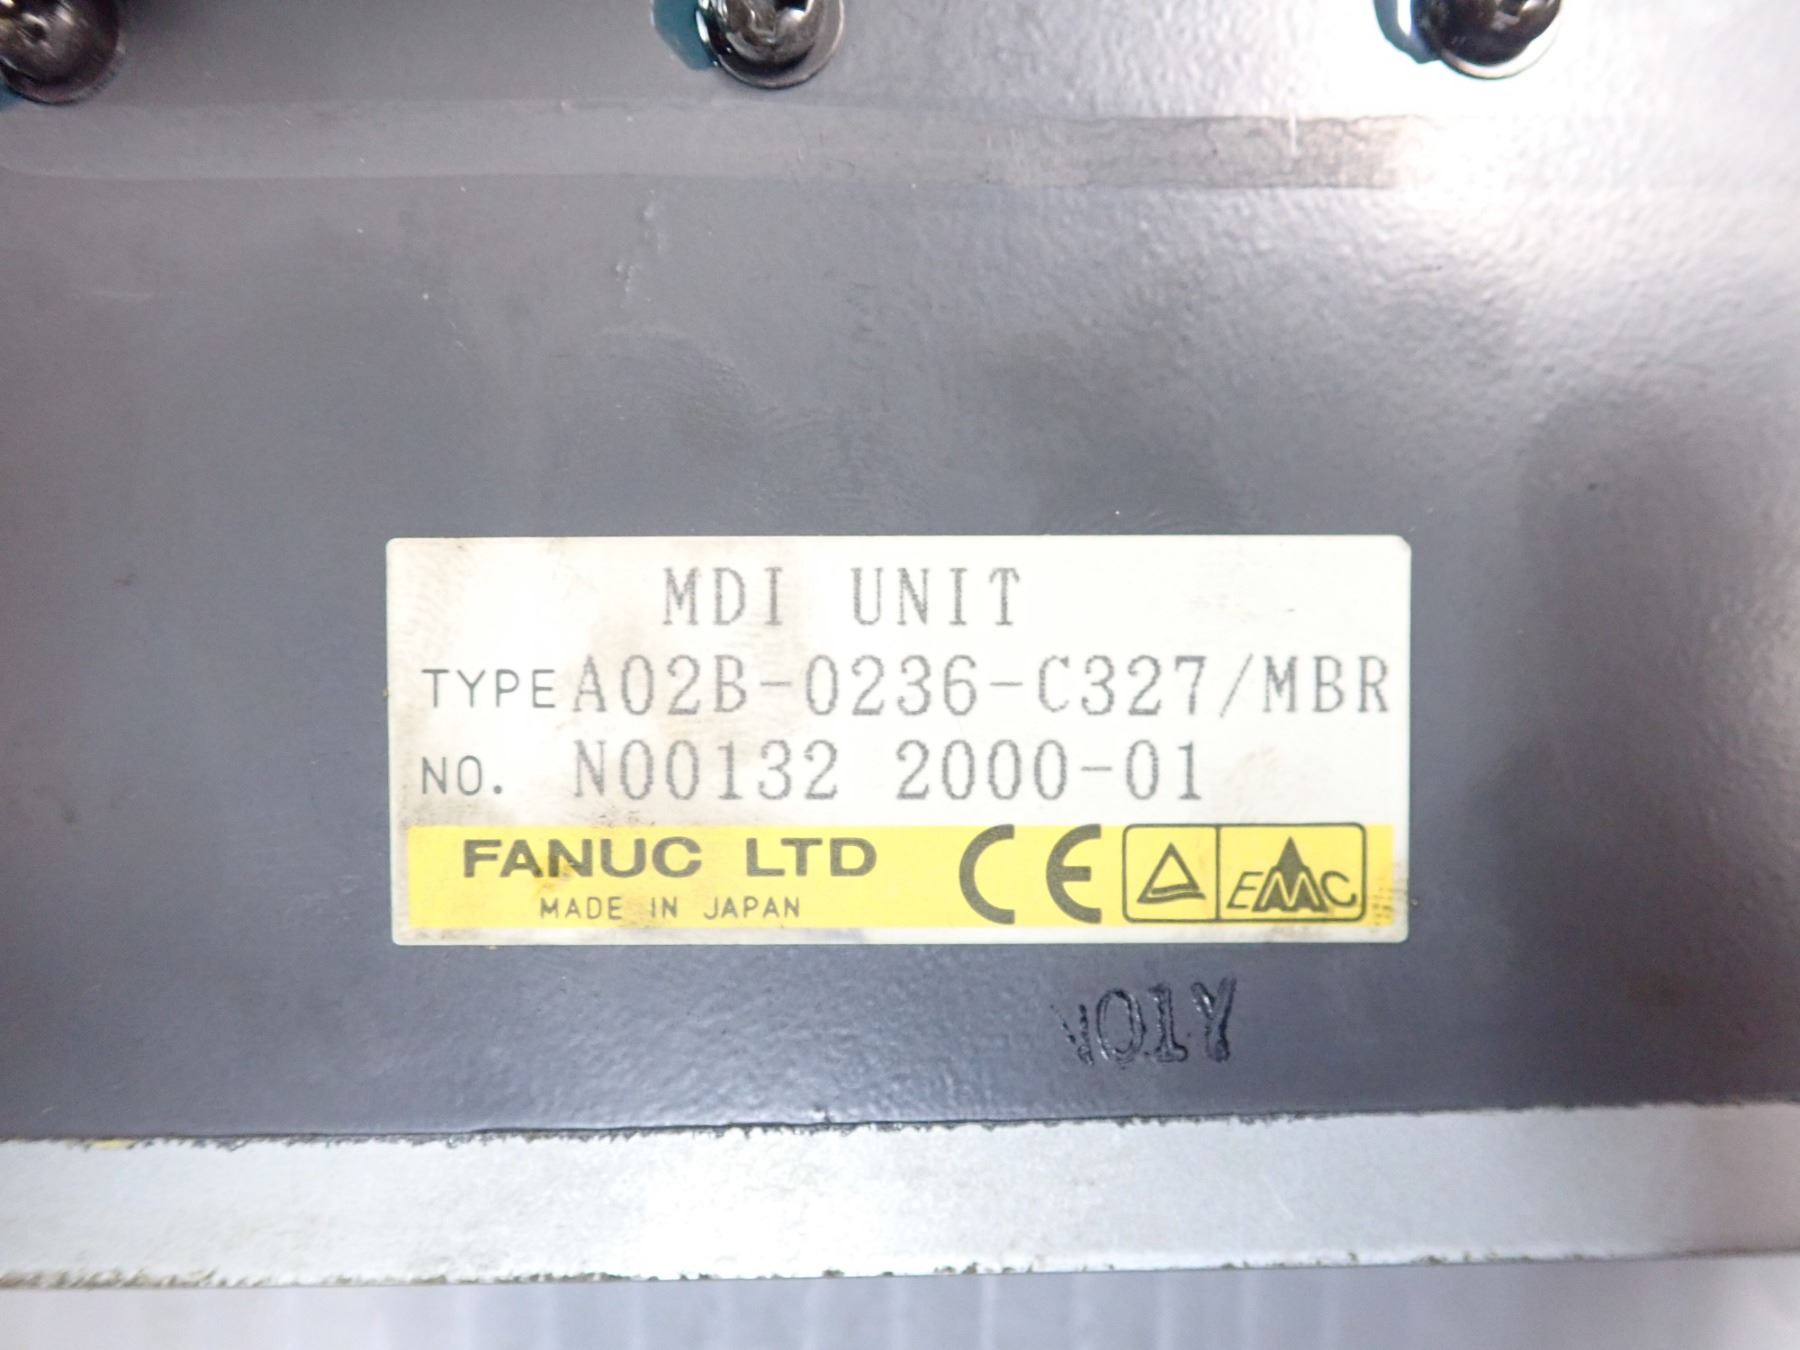 MDI UNIT
TYPE A02B-0236-C327/MBR
NO. N00132 2000-01
FANUC LTD
MADE IN JAPAN
CE
EMC